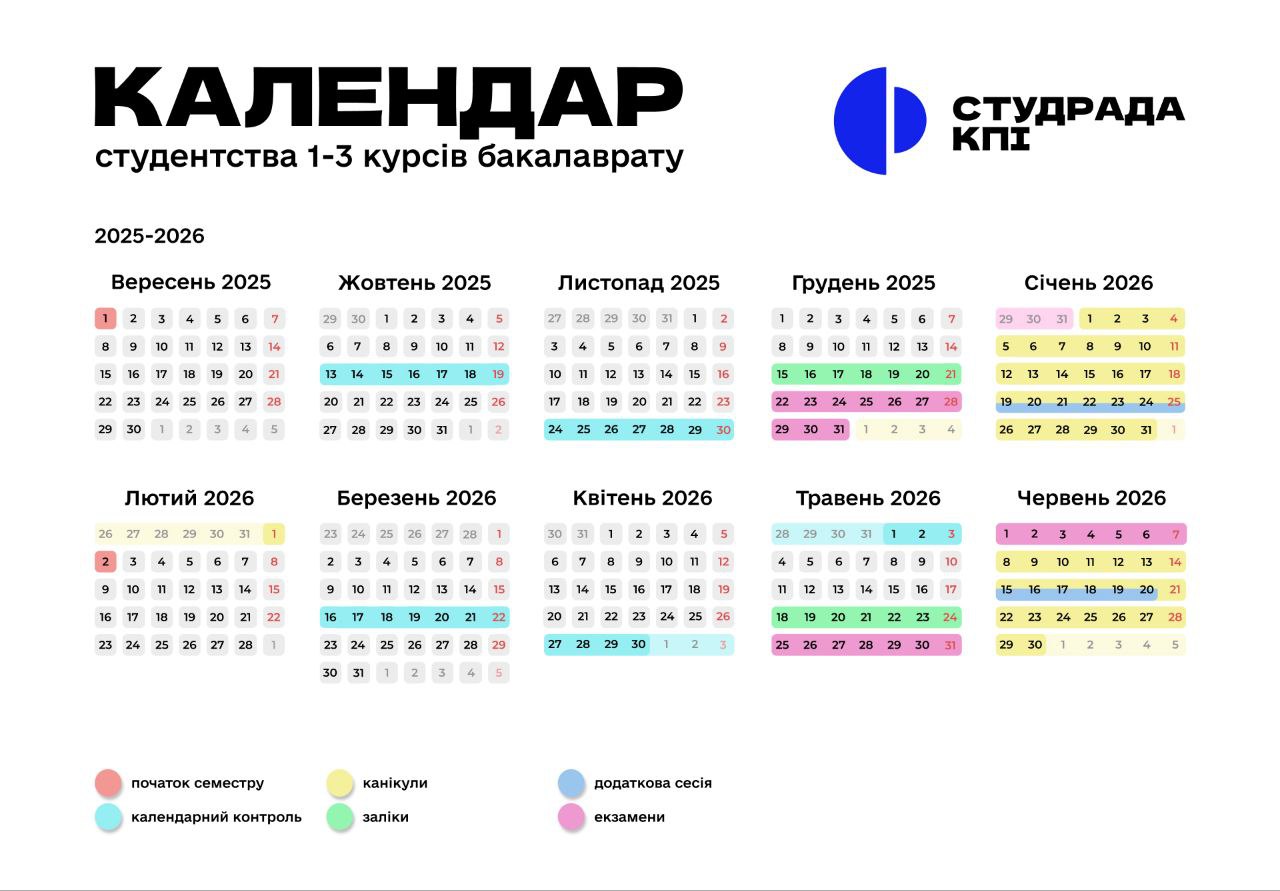 КАЛЕНДАР
студентства 1-3 курсів бакалаврату
СТУДРАДА
КПІ
2025-2026
Вересень 2025
1 2 3 4 5 6 7
8 9 10 11 12 13 14
15 16 17 18 19 20 21
22 23 24 25 26 27 28
29 30 1 2 3 4 5
Жовтень 2025
29 30 1 2 3 4 5
6 7 8 9 10 11 12
13 14 15 16 17 18 19
20 21 22 23 24 25 26
27 28 29 30 31 1 2
Листопад 2025
27 28 29 30 31 1 2
3 4 5 6 7 8 9
10 11 12 13 14 15 16
17 18 19 20 21 22 23
24 25 26 27 28 29 30
Грудень 2025
1 2 3 4 5 6 7
8 9 10 11 12 13 14
15 16 17 18 19 20 21
22 23 24 25 26 27 28
29 30 31 1 2 3 4
Січень 2026
29 30 31 1 2 3 4
5 6 7 8 9 10 11
12 13 14 15 16 17 18
19 20 21 22 23 24 25
26 27 28 29 30 31 1
Лютий 2026
26 27 28 29 30 31 1
2 3 4 5 6 7 8
9 10 11 12 13 14 15
16 17 18 19 20 21 22
23 24 25 26 27 28 1
Березень 2026
23 24 25 26 27 28 1
2 3 4 5 6 7 8
9 10 11 12 13 14 15
16 17 18 19 20 21 22
23 24 25 26 27 28 29
30 31 1 2 3 4 5
Квітень 2026
30 31 1 2 3 4 5
6 7 8 9 10 11 12
13 14 15 16 17 18 19
20 21 22 23 24 25 26
27 28 29 30 1 2 3
Травень 2026
28 29 30 31 1 2 3
4 5 6 7 8 9 10
11 12 13 14 15 16 17
18 19 20 21 22 23 24
25 26 27 28 29 30 31
Червень 2026
1 2 3 4 5 6 7
8 9 10 11 12 13 14
15 16 17 18 19 20 21
22 23 24 25 26 27 28
29 30 1 2 3 4 5
початок семестру
календарний контроль
канікули
заліки
додаткова сесія
екзамени